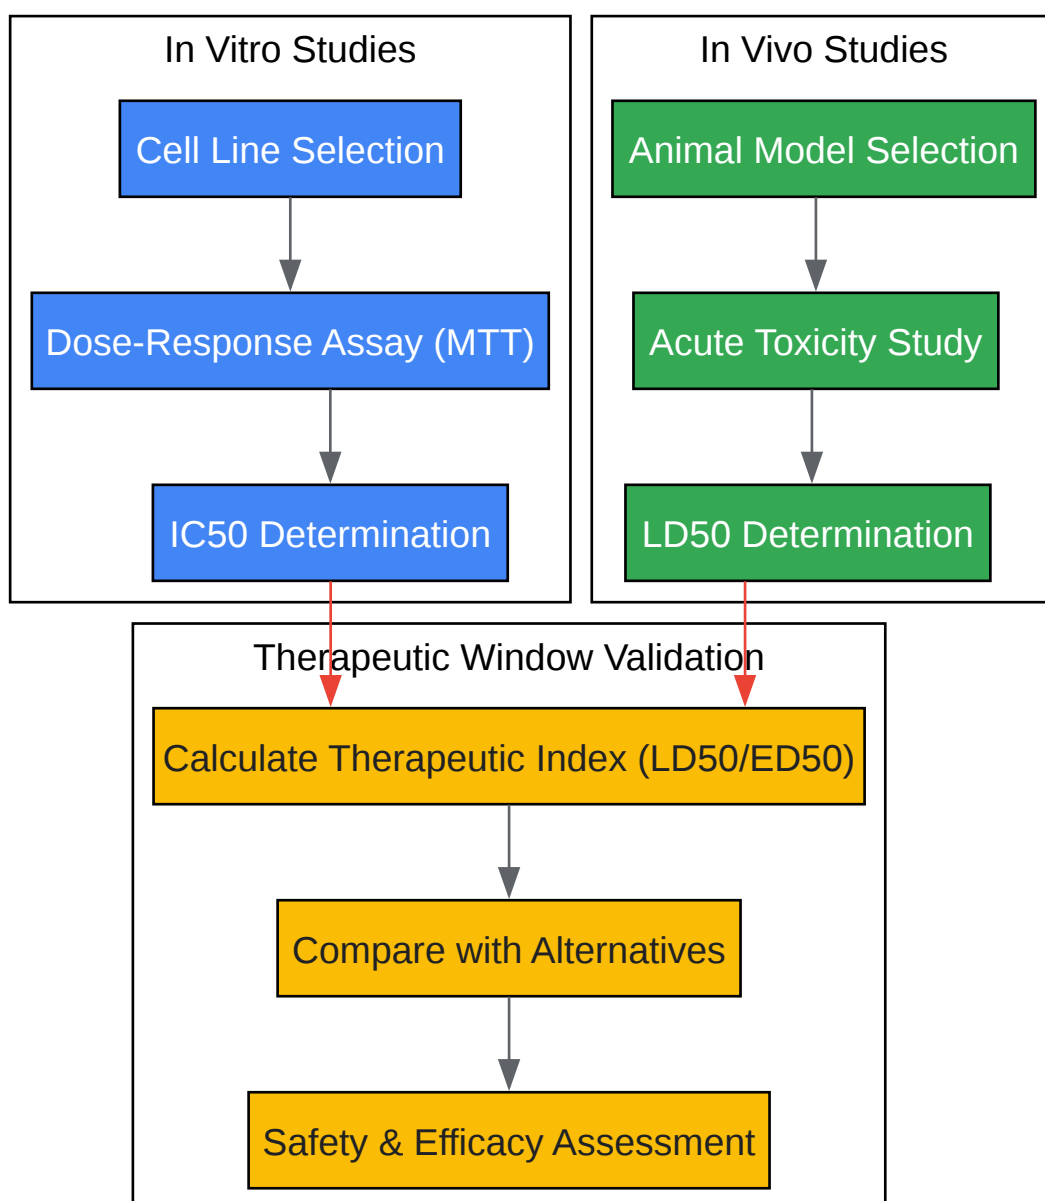 In Vitro Studies
Cell Line Selection
Dose-Response Assay (MTT)
IC50 Determination
In Vivo Studies
Animal Model Selection
Acute Toxicity Study
LD50 Determination
Therapeutic Window Validation
Calculate Therapeutic Index (LD50/ED50)
Compare with Alternatives
Safety & Efficacy Assessment